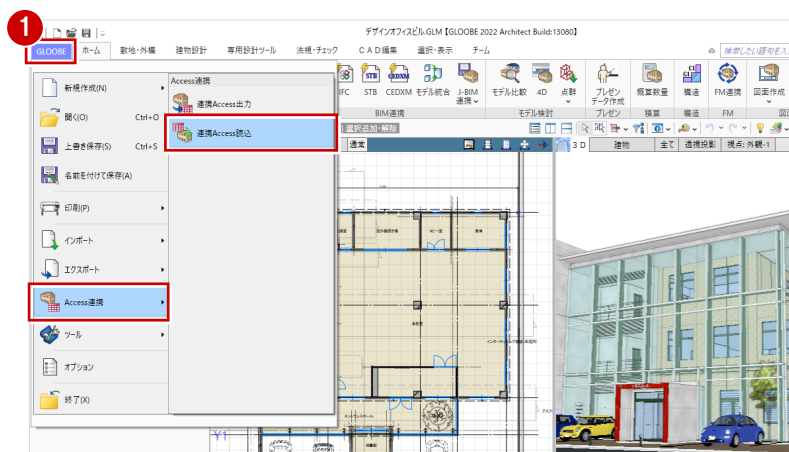 1
デザインオフィスビル.GLM【GLOOBE 2022 Architect Build:13080】
GLOOBE ホーム 敷地・外構 建物設計 専用設計ツール 法規・チェック CAD編集 選択・表示 チーム 検索したい語句を入
IFC STB CEDXM モデル統合 J-BIM連携 モデル比較 4D 点群 プレゼンデータ作成 概算数量 構造 FM連携 図面作成
BIM連携 モデル検討 プレゼン 積算 構造 FM
選択追加・解除
通常 3D 建物 全て 透視投影 視点:外観-1
新規作成(N)
開く(O) Ctrl+O
上書き保存(S) Ctrl+S
名前を付けて保存(A)
印刷(P)
インポート
エクスポート
Access連携
ツール
オプション
終了(X)
Access連携
連携Access出力
連携Access読込
Y1